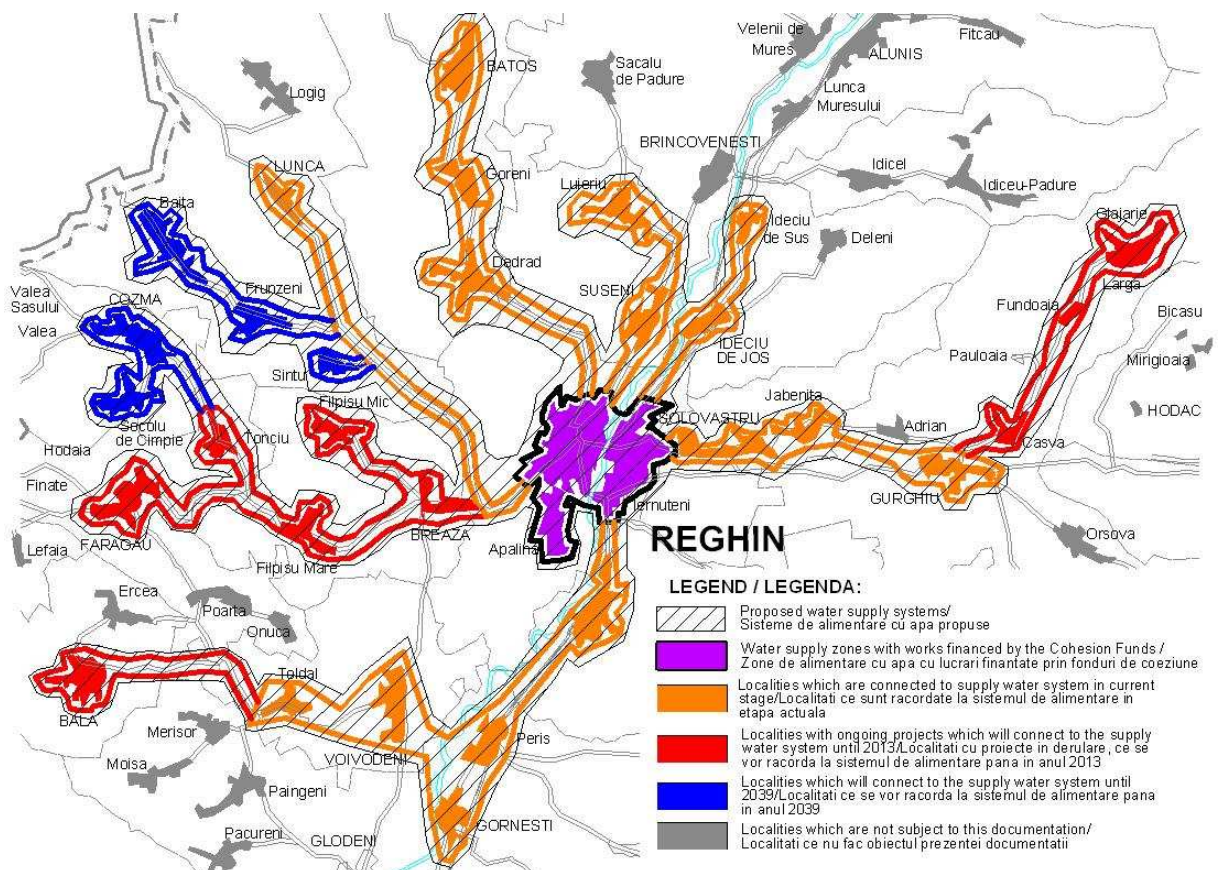 Velenii de
Mures
Fitcau
ALUNIS
BATOS
Sacalu
de Padure
Logig
Lunca
Muresului
BRINCOVENESTI
LUNCA
Goreni
Luieriu
Idicel
Idiceu-Padure
Baita
Ideciu
de Sus
Deleni
Glajarie
Dedrad
Valea
Sasului
COZMA
Frunzeni
SUSENI
Larga
Fundoaia
Bicasu
Valea
IDECIU
DE JOS
Pauloaia
Mirigioaia
Sintu
Filpisu Mic
Jabenita
HODAC
Socolu
de Cimpie
SOLOVASTRU
Adrian
Hodaia
Tonciu
Casva
Finate
GURGHIU
Iernuteni
BREAZA
Orsova
Lefaia
FARAGAU
Apalina
REGHIN
Filpisu Mare
Ercea
Poarta
Onuca
Toldal
BALA
Merisor
Peris
VOIVODENI
Moisa
Paingeni
GORNESTI
Pacureni
GLODENI
LEGEND / LEGENDA:
Proposed water supply systems/
Sisteme de alimentare cu apa propuse
Water supply zones with works financed by the Cohesion Funds /
Zone de alimentare cu apa cu lucrari finantate prin fonduri de coeziune
Localities which are connected to supply water system in current
stage/Localitati ce sunt racordate la sistemul de alimentare in
etapa actuala
Localities with ongoing projects which will connect to the supply
water system until 2013/Localitati cu proiecte in derulare, ce se
vor racorda la sistemul de alimentare pana in anul 2013
Localities which will connect to the supply water system until
2039/Localitati ce se vor racorda la sistemul de alimentare pana
in anul 2039
Localities which are not subject to this documentation/
Localitati ce nu fac obiectul prezentei documentatii